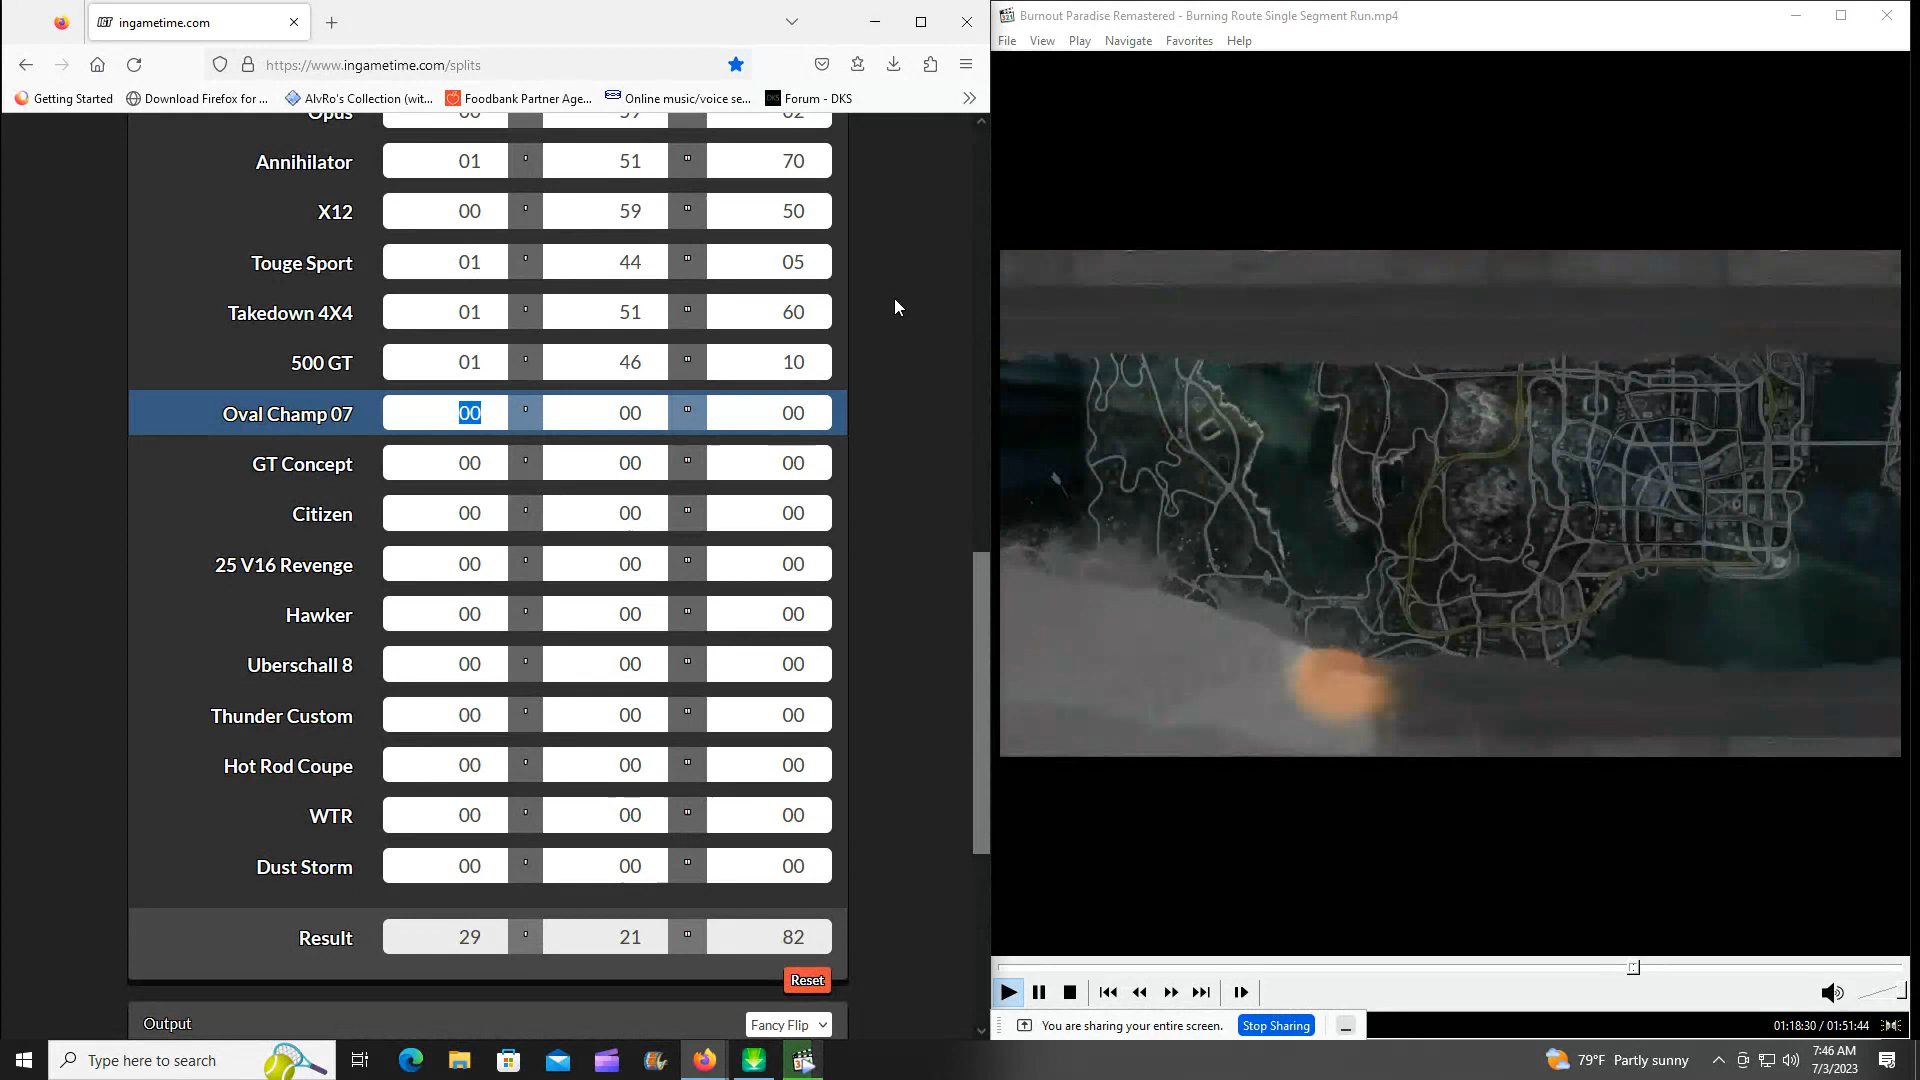 ingametime.com
Burnout Paradise Remastered - Burning Route Single Segment Run.mp4
File View Play Navigate Favorites Help
https://www.ingametime.com/splits
Getting Started
Download Firefox for ...
AlvRo's Collection (wit...
Foodbank Partner Age...
Online music/voice se...
Forum - DKS
Opus 00 59 02
Annihilator 01 ' 51 " 70
X12 00 ' 59 " 50
Touge Sport 01 ' 44 " 05
Takedown 4X4 01 ' 51 " 60
500 GT 01 ' 46 " 10
Oval Champ 07 00 ' 00 " 00
GT Concept 00 ' 00 " 00
Citizen 00 ' 00 " 00
25 V16 Revenge 00 ' 00 " 00
Hawker 00 ' 00 " 00
Uberschall 8 00 ' 00 " 00
Thunder Custom 00 ' 00 " 00
Hot Rod Coupe 00 ' 00 " 00
WTR 00 ' 00 " 00
Dust Storm 00 ' 00 " 00
Result 29 ' 21 " 82
Reset
Output
Fancy Flip
You are sharing your entire screen.
Stop Sharing
01:18:30 / 01:51:44
Type here to search
79°F Partly sunny
7:46 AM
7/3/2023